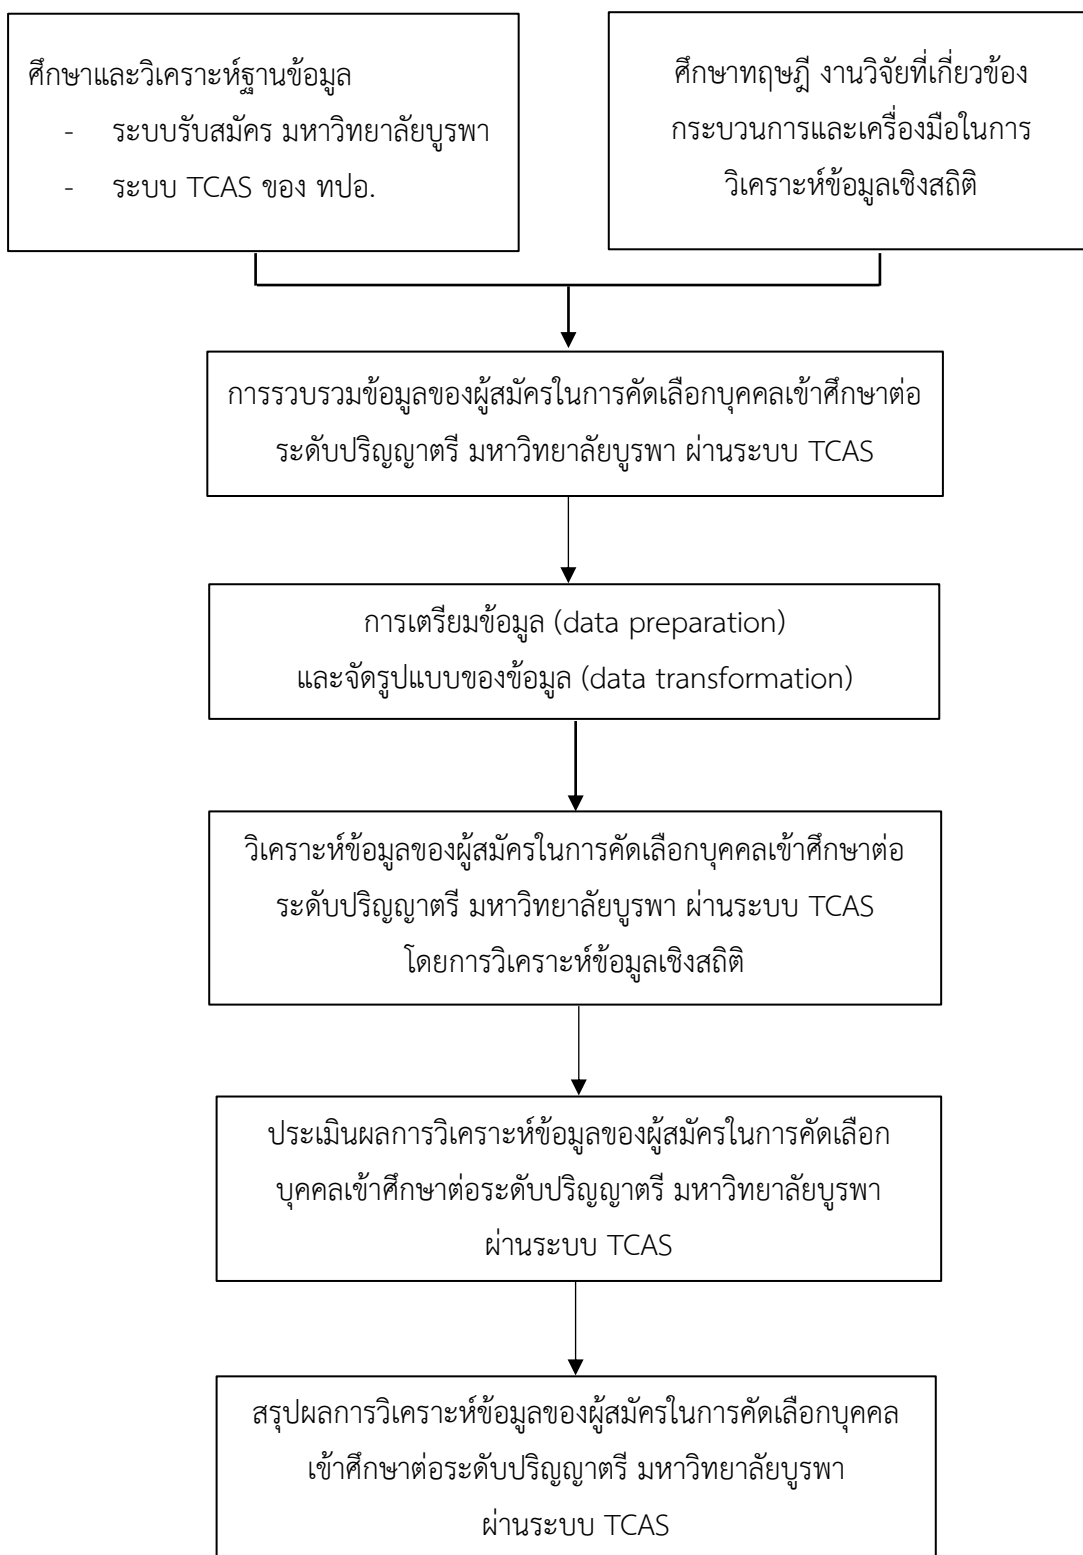 ศึกษาและวิเคราะห์ฐานข้อมูล
- ระบบรับสมัคร มหาวิทยาลัยบูรพา
- ระบบ TCAS ของ ทปอ.
ศึกษาทฤษฎี งานวิจัยที่เกี่ยวข้อง
กระบวนการและเครื่องมือในการ
วิเคราะห์ข้อมูลเชิงสถิติ
การรวบรวมข้อมูลของผู้สมัครในการคัดเลือกบุคคลเข้าศึกษาต่อ
ระดับปริญญาตรี มหาวิทยาลัยบูรพา ผ่านระบบ TCAS
การเตรียมข้อมูล (data preparation)
และจัดรูปแบบของข้อมูล (data transformation)
วิเคราะห์ข้อมูลของผู้สมัครในการคัดเลือกบุคคลเข้าศึกษาต่อ
ระดับปริญญาตรี มหาวิทยาลัยบูรพา ผ่านระบบ TCAS
โดยการวิเคราะห์ข้อมูลเชิงสถิติ
ประเมินผลการวิเคราะห์ข้อมูลของผู้สมัครในการคัดเลือก
บุคคลเข้าศึกษาต่อระดับปริญญาตรี มหาวิทยาลัยบูรพา
ผ่านระบบ TCAS
สรุปผลการวิเคราะห์ข้อมูลของผู้สมัครในการคัดเลือกบุคคล
เข้าศึกษาต่อระดับปริญญาตรี มหาวิทยาลัยบูรพา
ผ่านระบบ TCAS